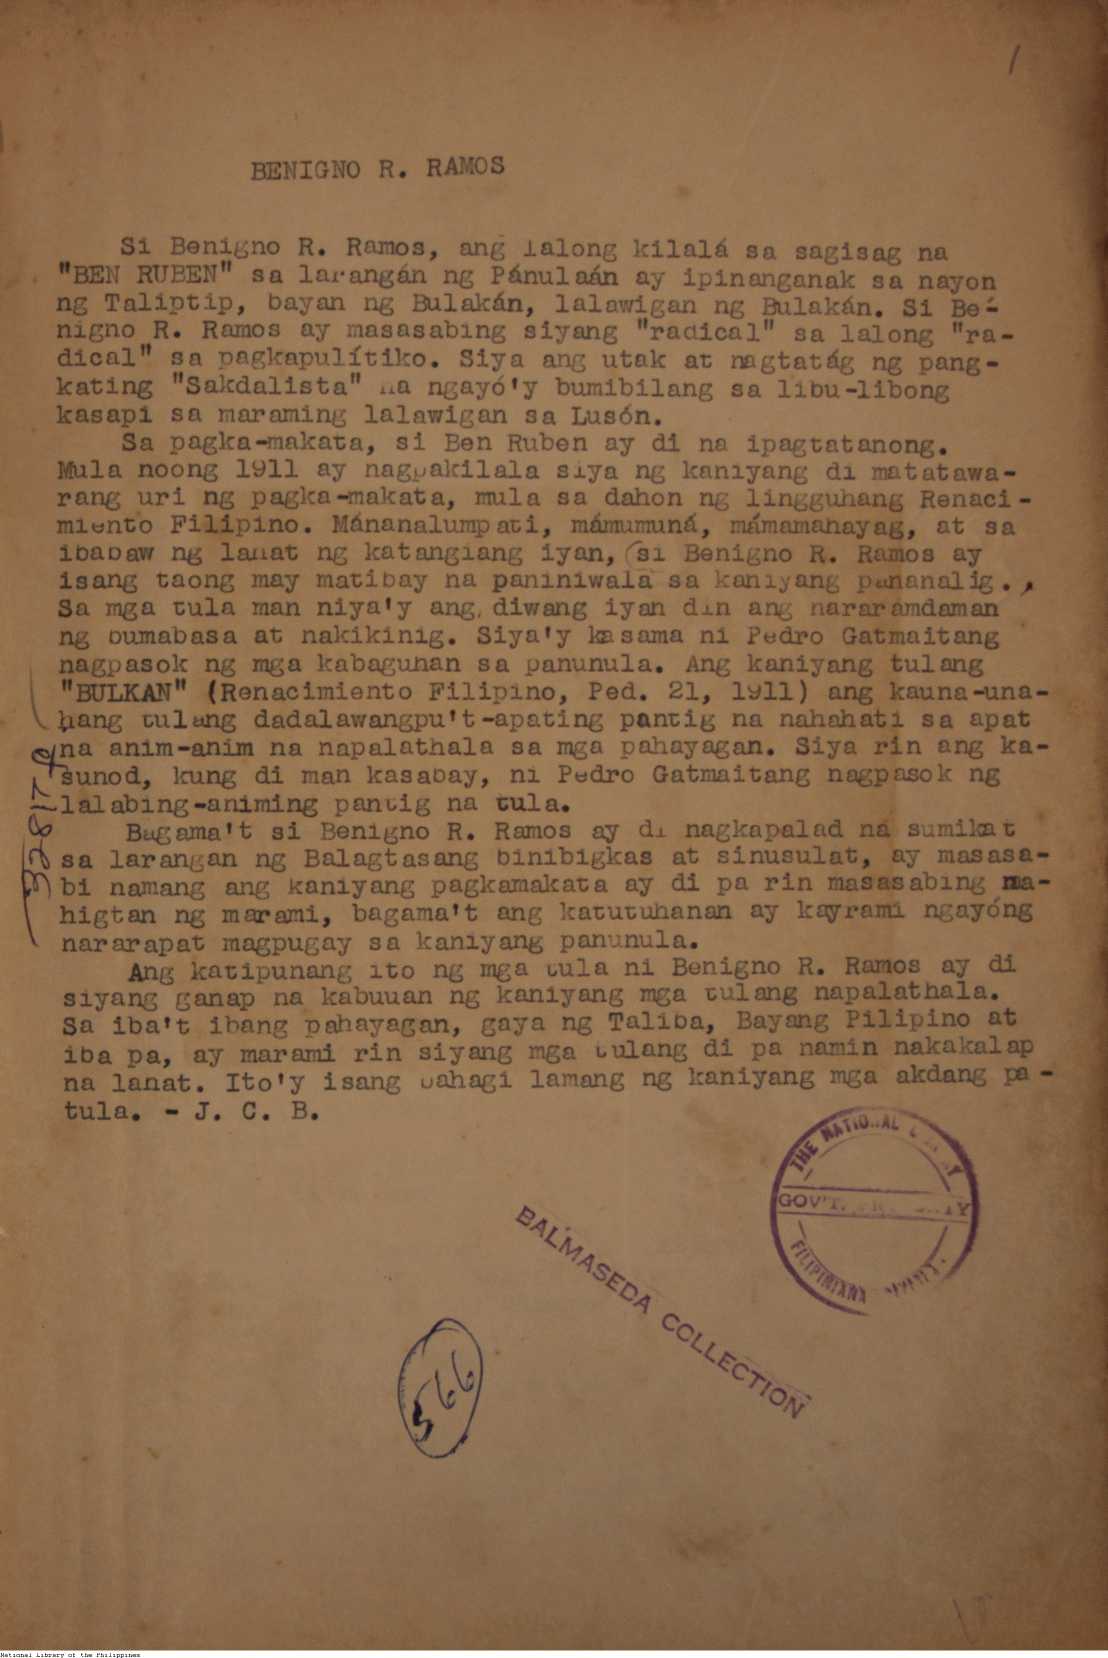 1
BENIGNO R. RAMOS
Si Benigno R. Ramos, ang lalong kilalá sa sagisag na
"BEN RUBEN" sa larangán ng Pánulaán ay ipinanganak sa nayon
ng Taliptip, bayan ng Bulakán, lalawigan ng Bulakán. Si Be-
nigno R. Ramos ay masasabing siyang "radical" sa lalong "ra-
dical" sa pagkapulítiko. Siya ang utak at nagtatág ng pang-
kating "Sakdalista" na ngayó'y bumibilang sa libu-libong
kasapi sa maraming lalawigan sa Lusón.
Sa pagka-makata, si Ben Ruben ay di na ipagtatanong.
Mula noong 1911 ay nagpakilala siya ng kaniyang di matatawa-
rang uri ng pagka-makata, mula sa dahon ng lingguhang Renaci-
miento Filipino. Mánanalumpati, mámumuná, mámamahayag, at sa
ibabaw ng lahat ng katangiang iyan, si Benigno R. Ramos ay
isang taong may matibay na paniniwala sa kaniyang pananalig.
Sa mga tula man niya'y ang diwang iyan din ang nararamdaman
ng bumabasa at nakikinig. Siya'y kasama ni Pedro Gatmaitang
nagpasok ng mga kabaguhan sa panunula. Ang kaniyang tulang
"BULKAN" (Renacimiento Filipino, Peb. 21, 1911) ang kauna-una-
hang tulang dadalawangpu't-apating pantig na nahahati sa apat
na anim-anim na napalathala sa mga pahayagan. Siya rin ang ka-
sunod, kung di man kasabay, ni Pedro Gatmaitang nagpasok ng
lalabing-animing pantig na tula.
Bagama't si Benigno R. Ramos ay di nagkapalad na sumikat
sa larangan ng Balagtasang binibigkas at sinusulat, ay masasa-
bi namang ang kaniyang pagkamakata ay di pa rin masasabing ma-
higtan ng marami, bagama't ang katutuhanan ay kayrami ngayóng
nararapat magpugay sa kaniyang panunula.
Ang katipunang ito ng mga tula ni Benigno R. Ramos ay di
siyang ganap na kabuuan ng kaniyang mga tulang napalathala.
Sa iba't ibang pahayagan, gaya ng Taliba, Bayang Pilipino at
iba pa, ay marami rin siyang mga tulang di pa namin nakakalap
na lahat. Ito'y isang bahagi lamang ng kaniyang mga akdang pa-
tula. - J. C. B.
THE NATIONAL
GOV'T.
FILIPINIANA
BALMASEDA COLLECTION
566
National Library of the Philippines